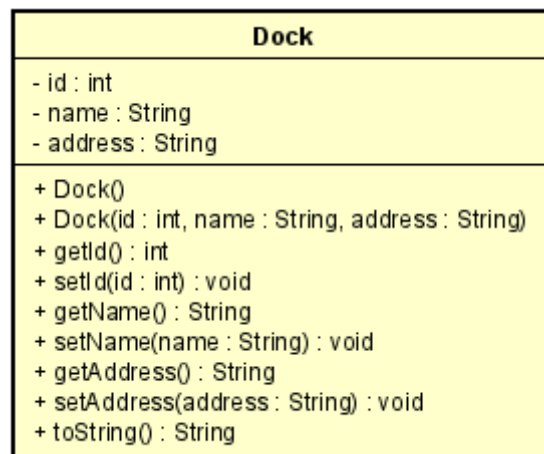 Dock
- id : int
- name : String
- address : String
+ Dock()
+ Dock(id : int, name : String, address : String)
+ getId() : int
+ setId(id : int) : void
+ getName() : String
+ setName(name : String) : void
+ getAddress() : String
+ setAddress(address : String) : void
+ toString() : String